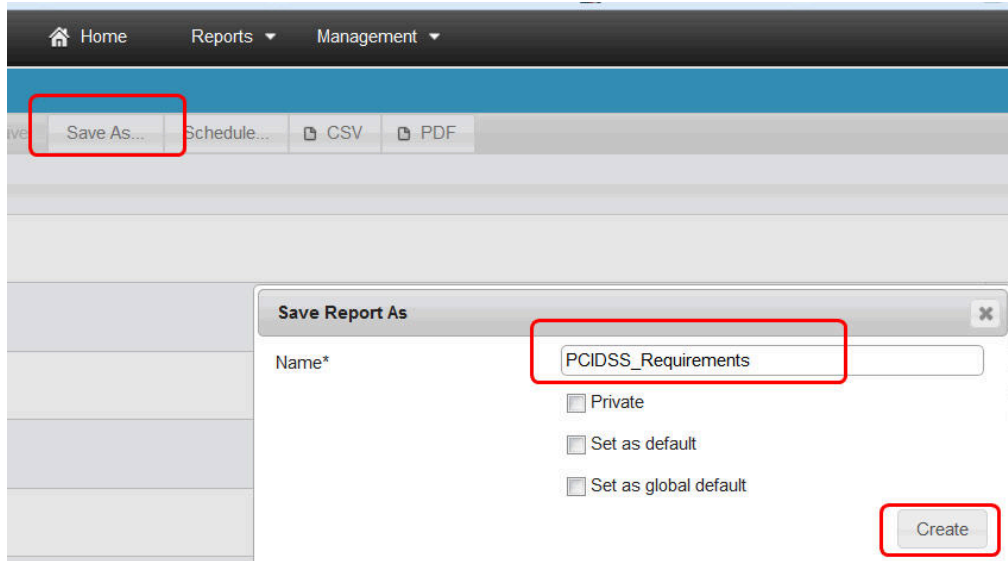 Home Reports Management
Save As... Schedule... CSV PDF
Save Report As
Name* PCIDSS_Requirements
Private
Set as default
Set as global default
Create